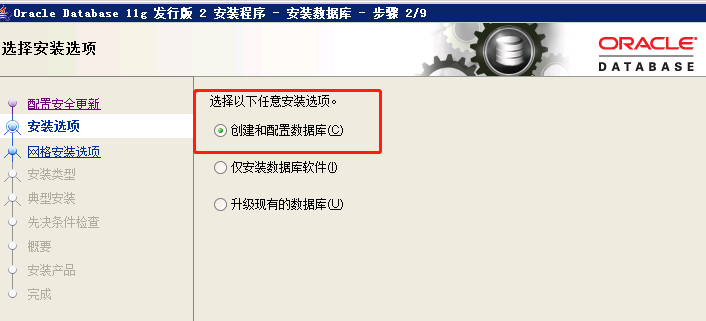 Oracle Database 11g 发行版 2 安装程序 - 安装数据库 - 步骤 2/9
选择安装选项
ORACLE
DATABASE
配置安全更新
安装选项
网格安装选项
安装类型
典型安装
先决条件检查
概要
安装产品
完成
选择以下任意安装选项。
创建和配置数据库(C)
仅安装数据库软件(I)
升级现有的数据库(U)